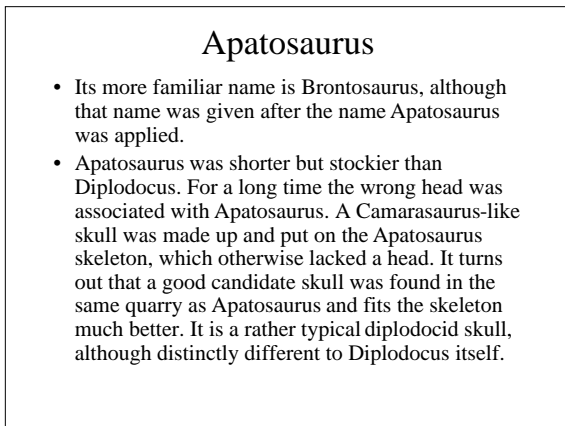 Apatosaurus
• Its more familiar name is Brontosaurus, although
that name was given after the name Apatosaurus
was applied.
• Apatosaurus was shorter but stockier than
Diplodocus. For a long time the wrong head was
associated with Apatosaurus. A Camarasaurus-like
skull was made up and put on the Apatosaurus
skeleton, which otherwise lacked a head. It turns
out that a good candidate skull was found in the
same quarry as Apatosaurus and fits the skeleton
much better. It is a rather typical diplodocid skull,
although distinctly different to Diplodocus itself.